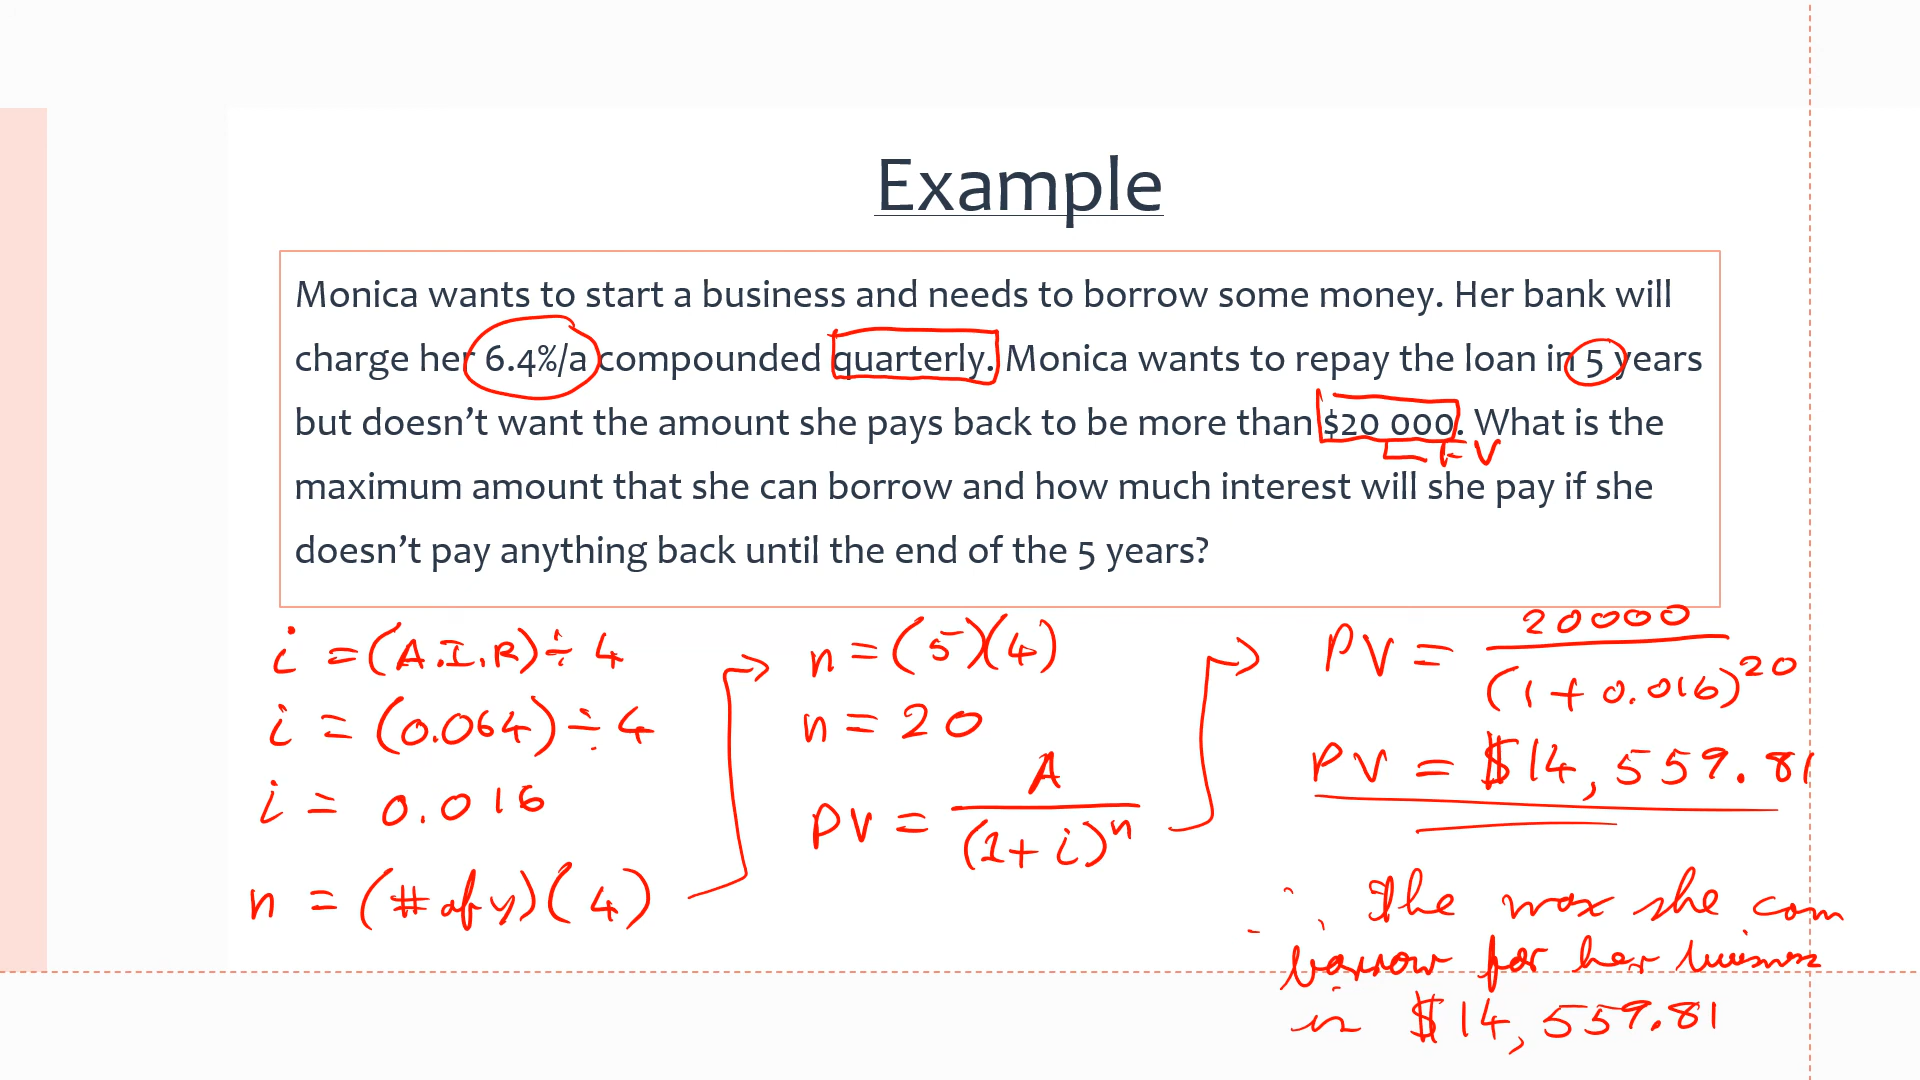 Example
Monica wants to start a business and needs to borrow some money. Her bank will
charge her 6.4%/a compounded quarterly. Monica wants to repay the loan in 5 years
but doesn’t want the amount she pays back to be more than $20 000. What is the
FV
maximum amount that she can borrow and how much interest will she pay if she
doesn’t pay anything back until the end of the 5 years?
i = (A.I.R) ÷ 4
i = (0.064) ÷ 4
i = 0.016
n = (# of y)(4)
n = (5)(4)
n = 20
PV = A / (1 + i)^n
PV = 20000 / (1 + 0.016)^20
PV = $14,559.81
∴ The max she can
borrow for her business
is $14,559.81